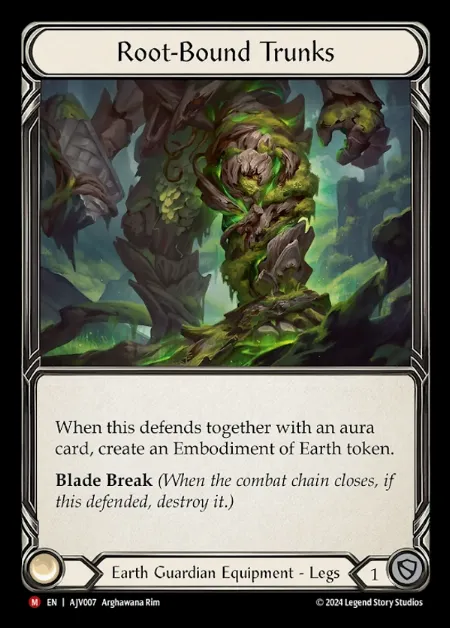 Root-Bound Trunks
When this defends together with an aura
card, create an Embodiment of Earth token.
Blade Break (When the combat chain closes, if
this defended, destroy it.)
Earth Guardian Equipment - Legs
1
M EN | AJV007 Arghawana Rim
© 2024 Legend Story Studios